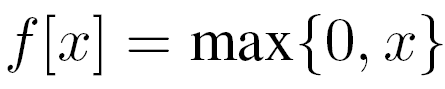 f[x] = max{0, x}